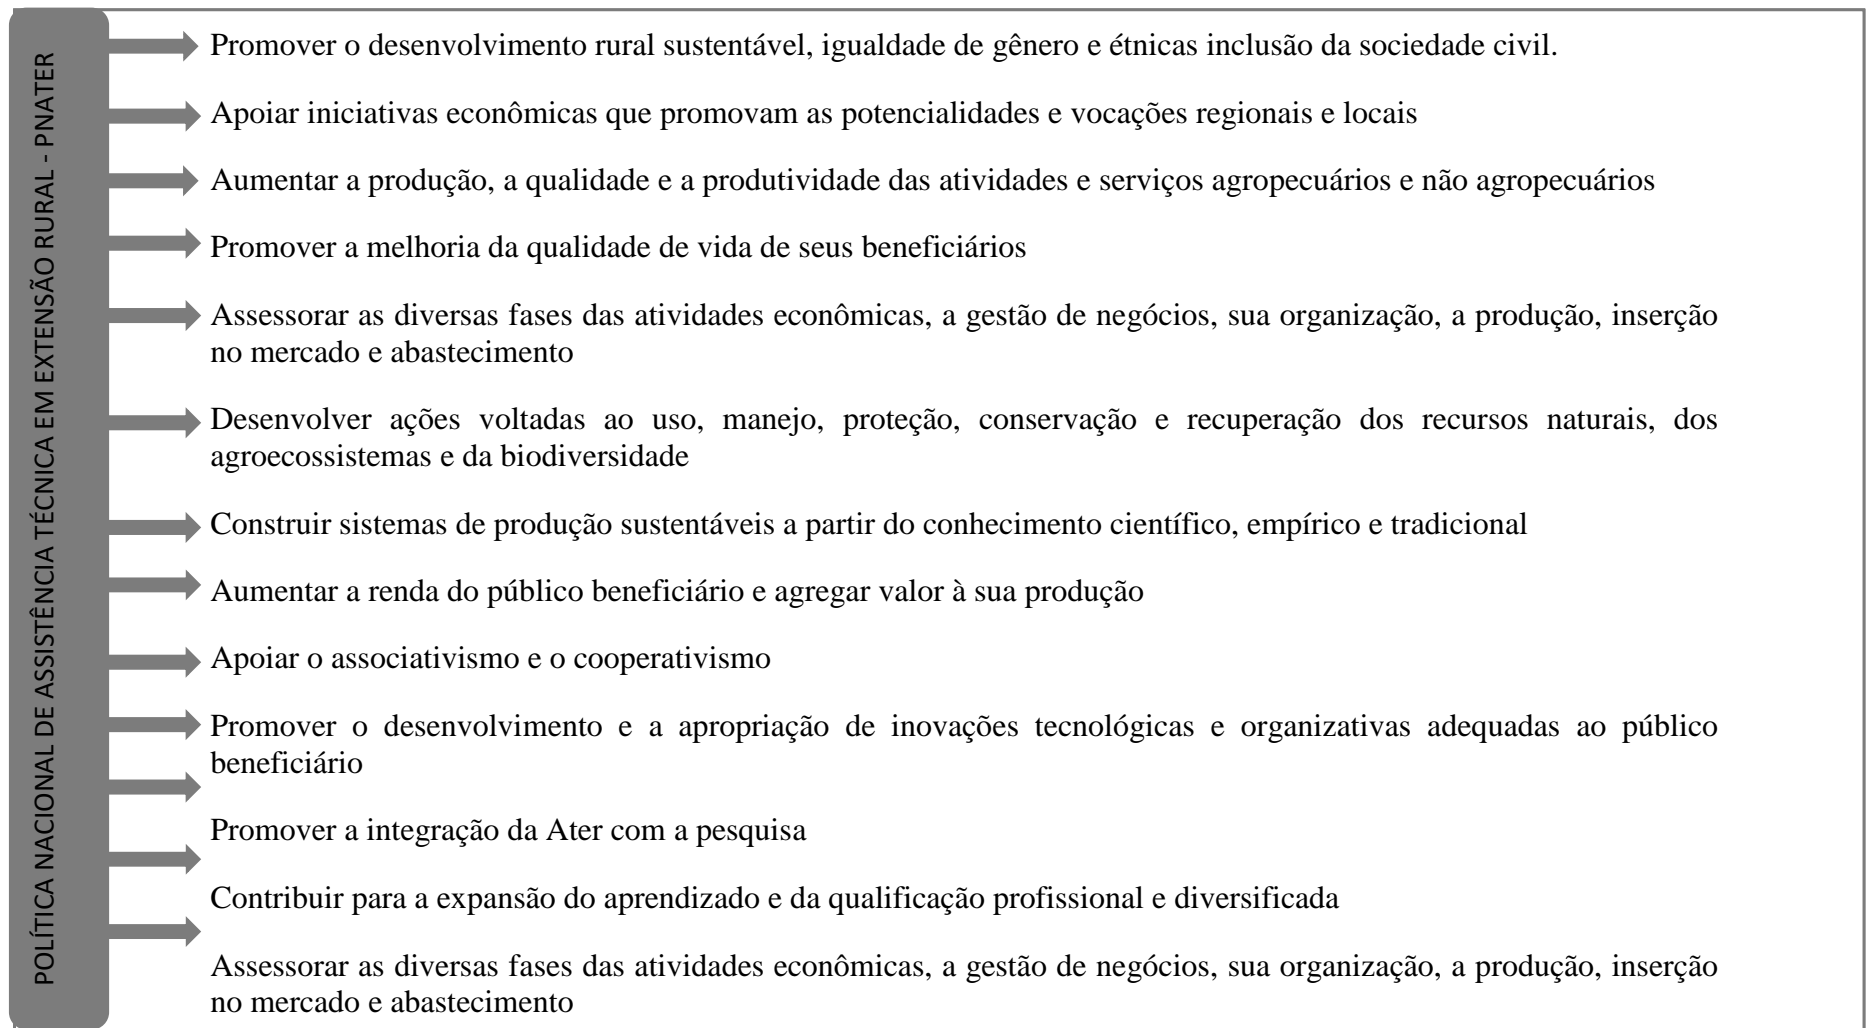 POLÍTICA NACIONAL DE ASSISTÊNCIA TÉCNICA EM EXTENSÃO RURAL - PNATER
Promover o desenvolvimento rural sustentável, igualdade de gênero e étnicas inclusão da sociedade civil.
Apoiar iniciativas econômicas que promovam as potencialidades e vocações regionais e locais
Aumentar a produção, a qualidade e a produtividade das atividades e serviços agropecuários e não agropecuários
Promover a melhoria da qualidade de vida de seus beneficiários
Assessorar as diversas fases das atividades econômicas, a gestão de negócios, sua organização, a produção, inserção
no mercado e abastecimento
Desenvolver ações voltadas ao uso, manejo, proteção, conservação e recuperação dos recursos naturais, dos
agroecossistemas e da biodiversidade
Construir sistemas de produção sustentáveis a partir do conhecimento científico, empírico e tradicional
Aumentar a renda do público beneficiário e agregar valor à sua produção
Apoiar o associativismo e o cooperativismo
Promover o desenvolvimento e a apropriação de inovações tecnológicas e organizativas adequadas ao público
beneficiário
Promover a integração da Ater com a pesquisa
Contribuir para a expansão do aprendizado e da qualificação profissional e diversificada
Assessorar as diversas fases das atividades econômicas, a gestão de negócios, sua organização, a produção, inserção
no mercado e abastecimento